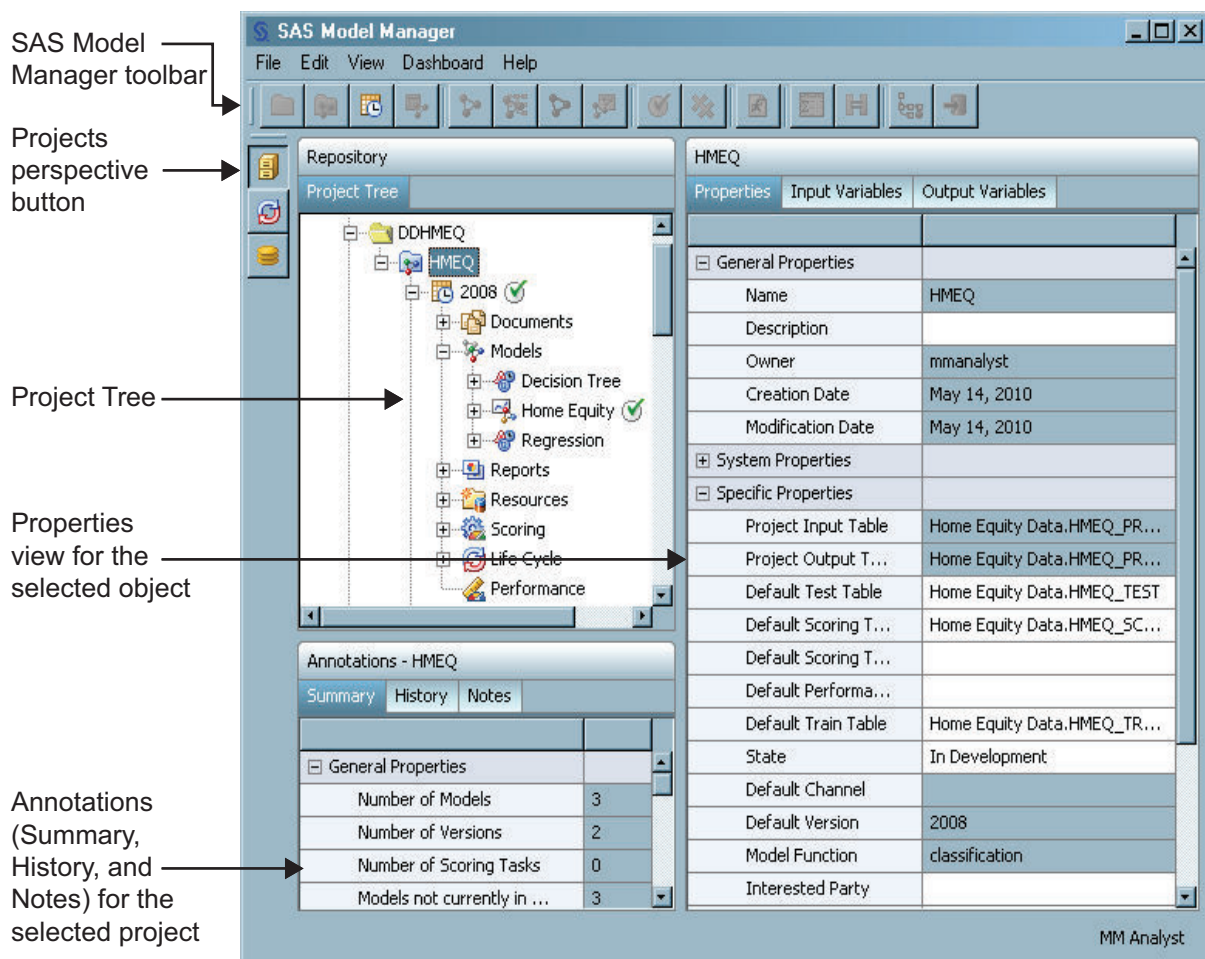 SAS Model
Manager toolbar
Projects
perspective
button
Project Tree
Properties
view for the
selected object
Annotations
(Summary,
History, and
Notes) for the
selected project
SAS Model Manager
File Edit View Dashboard Help
Repository
Project Tree
DDHMEQ
HMEQ
2008
Documents
Models
Decision Tree
Home Equity
Regression
Reports
Resources
Scoring
Life Cycle
Performance
Annotations - HMEQ
Summary History Notes
General Properties
Number of Models 3
Number of Versions 2
Number of Scoring Tasks 0
Models not currently in ... 3
HMEQ
Properties Input Variables Output Variables
General Properties
Name HMEQ
Description
Owner mmanalyst
Creation Date May 14, 2010
Modification Date May 14, 2010
System Properties
Specific Properties
Project Input Table Home Equity Data.HMEQ_PR...
Project Output T... Home Equity Data.HMEQ_PR...
Default Test Table Home Equity Data.HMEQ_TEST
Default Scoring T... Home Equity Data.HMEQ_SC...
Default Scoring T...
Default Performa...
Default Train Table Home Equity Data.HMEQ_TR...
State In Development
Default Channel
Default Version 2008
Model Function classification
Interested Party
MM Analyst